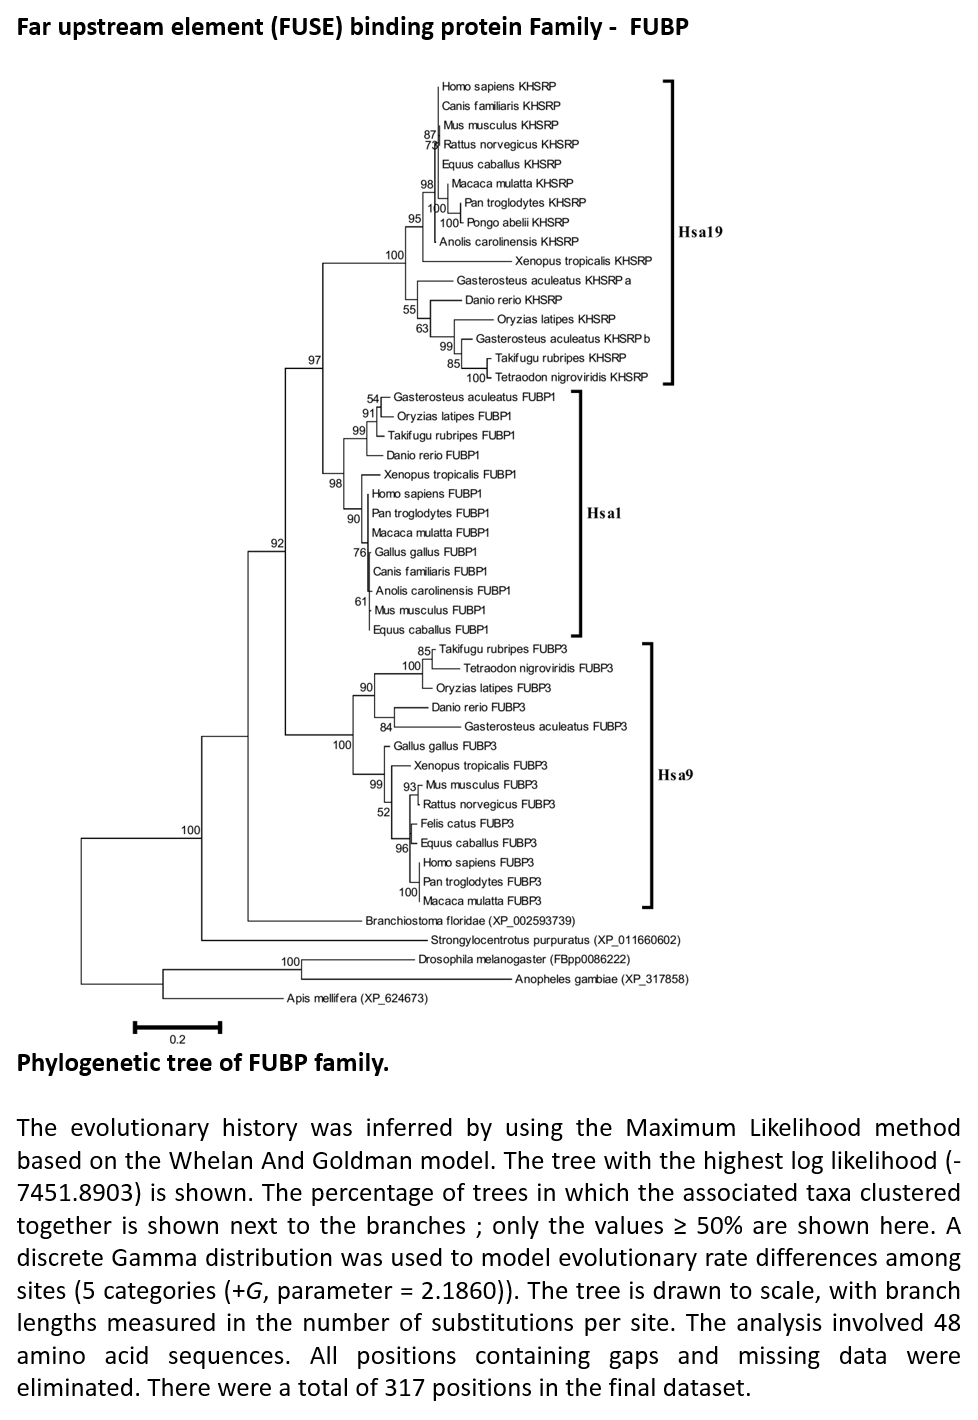 Far upstream element (FUSE) binding protein Family -  FUBP
Homo sapiens KHSRP
Canis familiaris KHSRP
Mus musculus KHSRP
87
73
Rattus norvegicus KHSRP
Equus caballus KHSRP
98
Macaca mulatta KHSRP
Pan troglodytes KHSRP
100
100
Pongo abelii KHSRP
95
Anolis carolinensis KHSRP
Hsa19
100
Xenopus tropicalis KHSRP
Gasterosteus aculeatus KHSRP a
Danio rerio KHSRP
55
Oryzias latipes KHSRP
63
Gasterosteus aculeatus KHSRP b
99
Takifugu rubripes KHSRP
85
100
Tetraodon nigroviridis KHSRP
97
54
Gasterosteus aculeatus FUBP1
91
Oryzias latipes FUBP1
99
Takifugu rubripes FUBP1
Danio rerio FUBP1
Xenopus tropicalis FUBP1
98
Homo sapiens FUBP1
Pan troglodytes FUBP1
Hsa1
90
Macaca mulatta FUBP1
92
76
Gallus gallus FUBP1
Canis familiaris FUBP1
Anolis carolinensis FUBP1
61
Mus musculus FUBP1
Equus caballus FUBP1
85
Takifugu rubripes FUBP3
100
Tetraodon nigroviridis FUBP3
90
Oryzias latipes FUBP3
Danio rerio FUBP3
84
Gasterosteus aculeatus FUBP3
100
Gallus gallus FUBP3
Xenopus tropicalis FUBP3
Hsa9
99
93
Mus musculus FUBP3
Rattus norvegicus FUBP3
52
Felis catus FUBP3
100
Equus caballus FUBP3
96
Homo sapiens FUBP3
Pan troglodytes FUBP3
100
Macaca mulatta FUBP3
Branchiostoma floridae (XP_002593739)
Strongylocentrotus purpuratus (XP_011660602)
100
Drosophila melanogaster (FBpp0086222)
Anopheles gambiae (XP_317858)
Apis mellifera (XP_624673)
0.2
Phylogenetic tree of FUBP family.
The evolutionary history was inferred by using the Maximum Likelihood method
based on the Whelan And Goldman model. The tree with the highest log likelihood (-
7451.8903) is shown. The percentage of trees in which the associated taxa clustered
together is shown next to the branches ; only the values ≥ 50% are shown here. A
discrete Gamma distribution was used to model evolutionary rate differences among
sites (5 categories (+G, parameter = 2.1860)). The tree is drawn to scale, with branch
lengths measured in the number of substitutions per site. The analysis involved 48
amino acid sequences. All positions containing gaps and missing data were
eliminated. There were a total of 317 positions in the final dataset.